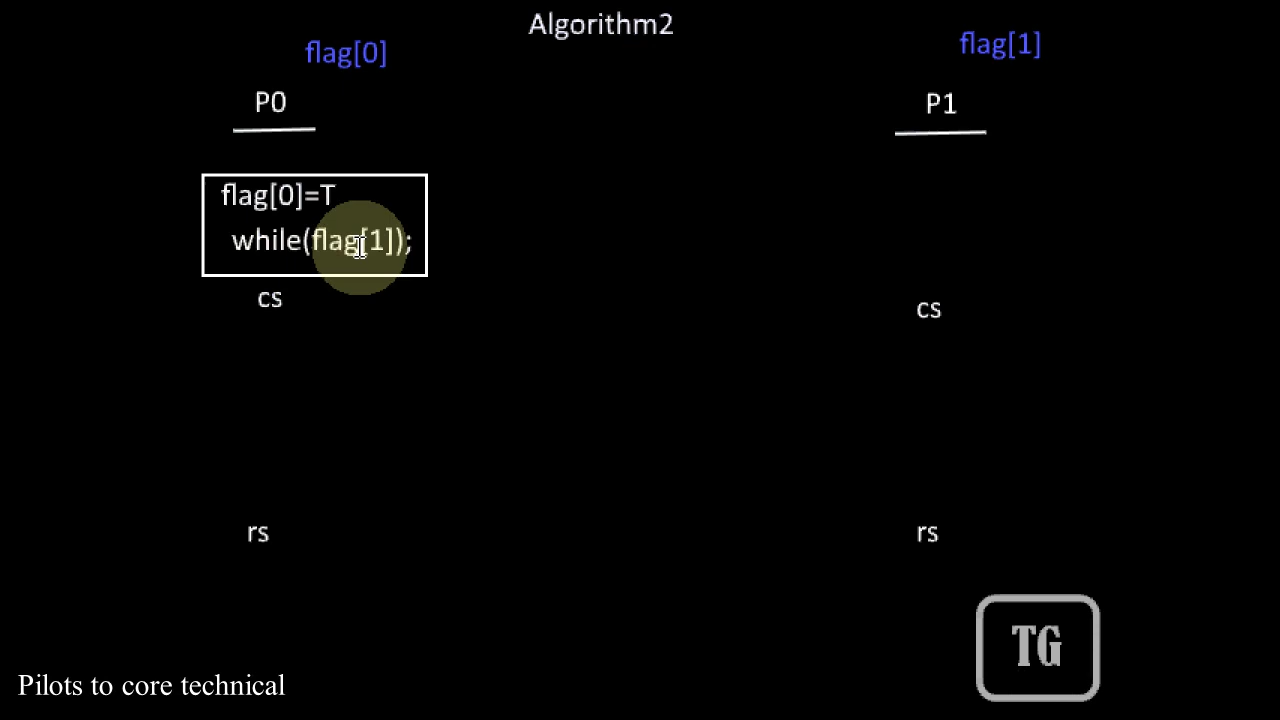 Algorithm2
flag[0]
flag[1]
P0
P1
flag[0]=T
while(flag[1]);
cs
cs
rs
rs
TG
Pilots to core technical